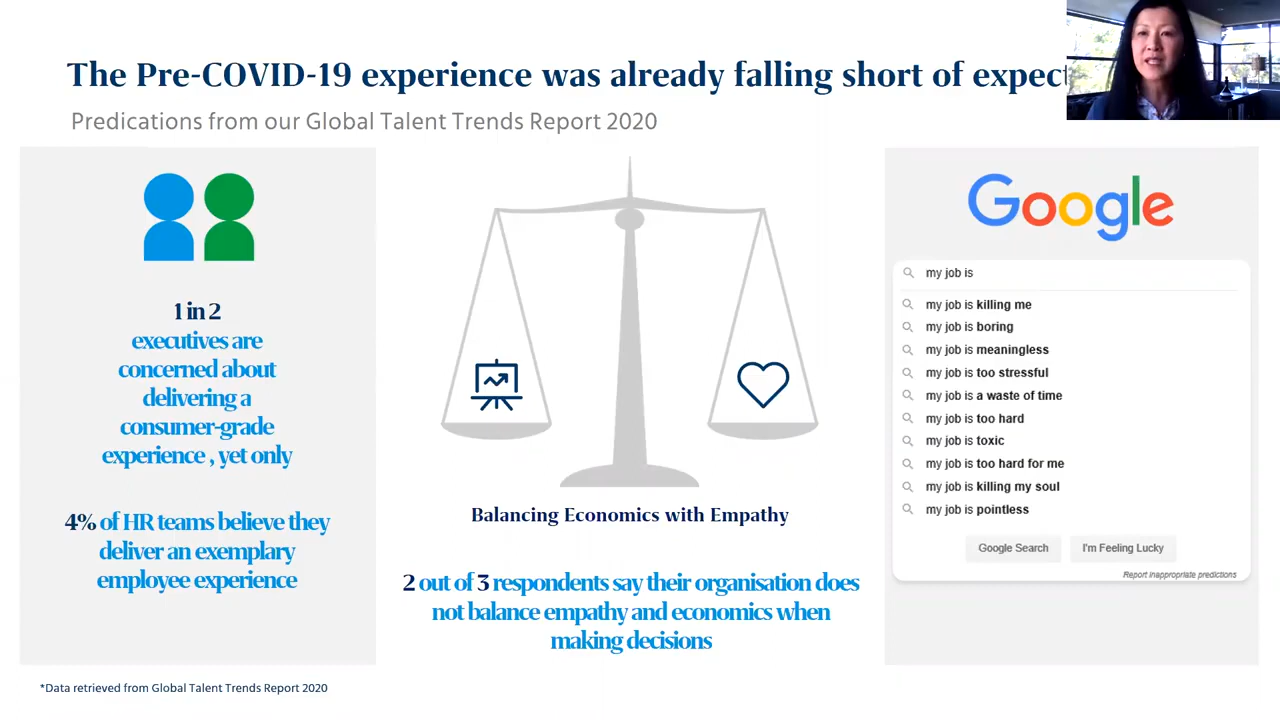 The Pre-COVID-19 experience was already falling short of
Predications from our Global Talent Trends Report 2020
1 in 2
executives are
concerned about
delivering a
consumer-grade
experience , yet only
4% of HR teams believe they
deliver an exemplary
employee experience
Balancing Economics with Empathy
2 out of 3 respondents say their organisation does
not balance empathy and economics when
making decisions
Google
my job is
my job is killing me
my job is boring
my job is meaningless
my job is too stressful
my job is a waste of time
my job is too hard
my job is toxic
my job is too hard for me
my job is killing my soul
my job is pointless
Google Search
I'm Feeling Lucky
Report inappropriate predictions
*Data retrieved from Global Talent Trends Report 2020